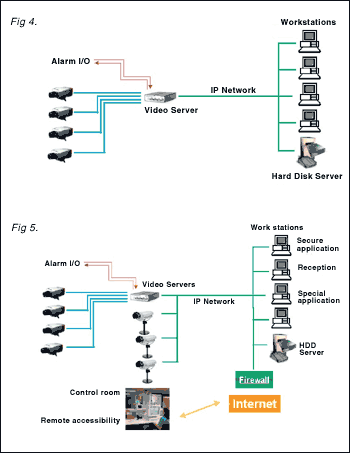 Fig 4.
Workstations
Alarm I/O
IP Network
Video Server
Hard Disk Server
Fig 5.
Work stations
Secure
application
Alarm I/O
Reception
Video Servers
Special
application
IP Network
HDD
Server
Firewall
Control room
Internet
Remote accessibility